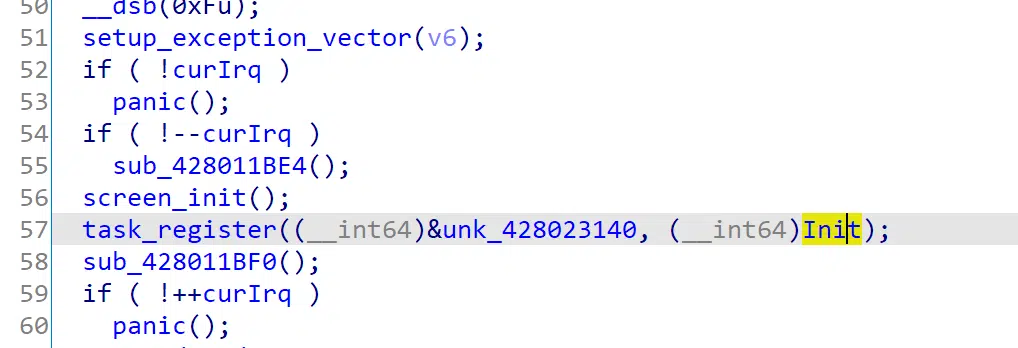 50 __dsb(0xFu);
51 setup_exception_vector(v6);
52 if ( !curIrq )
53 panic();
54 if ( !--curIrq )
55 sub_428011BE4();
56 screen_init();
57 task_register((__int64)&unk_428023140, (__int64)Init);
58 sub_428011BF0();
59 if ( !++curIrq )
60 panic();